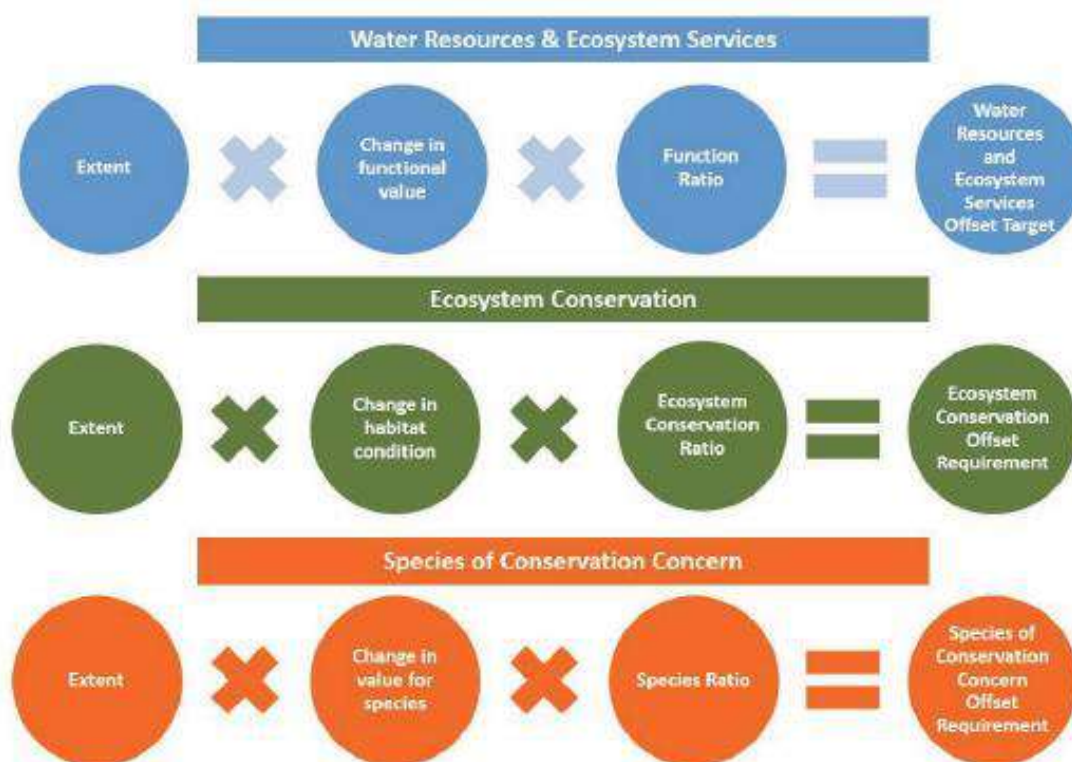 Water Resources & Ecosystem Services
Extent
Change in
functional
value
Function
Ratio
Water
Resources
and
Ecosystem
Services
Offset Target
Ecosystem Conservation
Extent
Change in
habitat
condition
Ecosystem
Conservation
Ratio
Ecosystem
Conservation
Offset
Requirement
Species of Conservation Concern
Extent
Change in
value for
species
Species Ratio
Species of
Conservation
Concern
Offset
Requirement